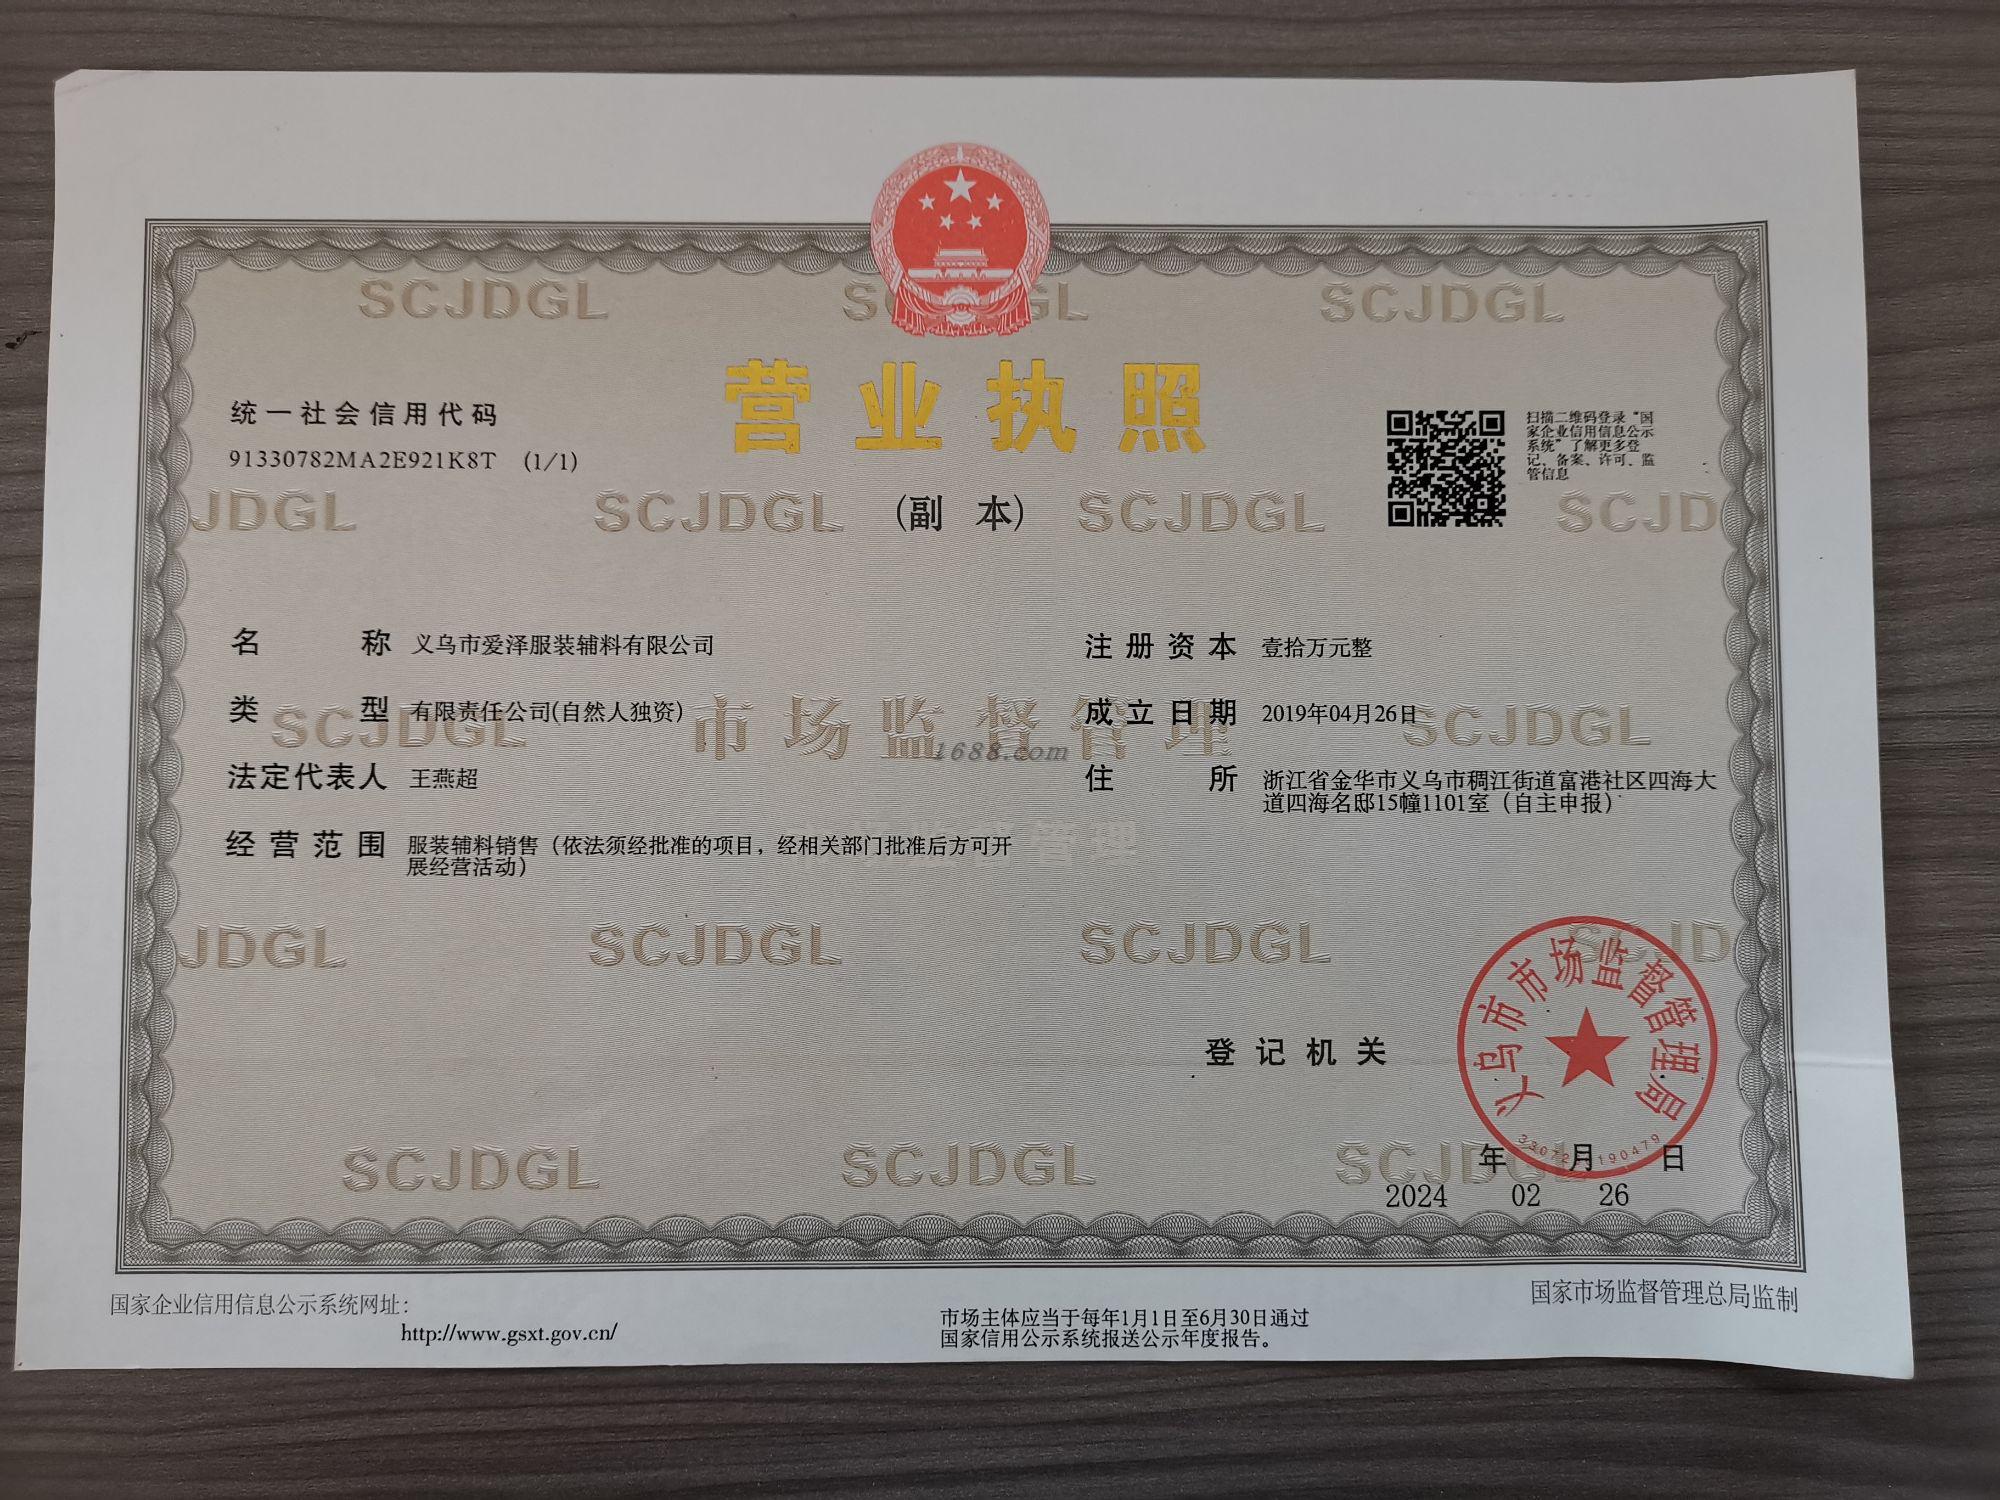 SCJDGL SCJDGL SCJDGL
营业执照
统一社会信用代码
91330782MA2E921K8T (1/1)
扫描二维码登录“国
家企业信用信息公示
系统”了解更多登
记、备案、许可、监
管信息
JDGL SCJDGL (副 本) SCJDGL SCJD
名 称 义乌市爱泽服装辅料有限公司
注册资本 壹拾万元整
类 型 有限责任公司(自然人独资)
成立日期 2019年04月26日
SCJDGL 市场监督管理 SCJDGL
1688.com
法定代表人 王燕超
住 所 浙江省金华市义乌市稠江街道富港社区四海大
道四海名邸15幢1101室（自主申报）
经营范围 服装辅料销售（依法须经批准的项目，经相关部门批准后方可开
展经营活动）
管理
JDGL SCJDGL SCJDGL SCJD
义乌市市场监督管理局
登记机关
SCJDGL SCJDGL SCJDGL
年 月 日
2024 02 26
国家企业信用信息公示系统网址：
http://www.gsxt.gov.cn/
市场主体应当于每年1月1日至6月30日通过
国家信用公示系统报送公示年度报告。
国家市场监督管理总局监制